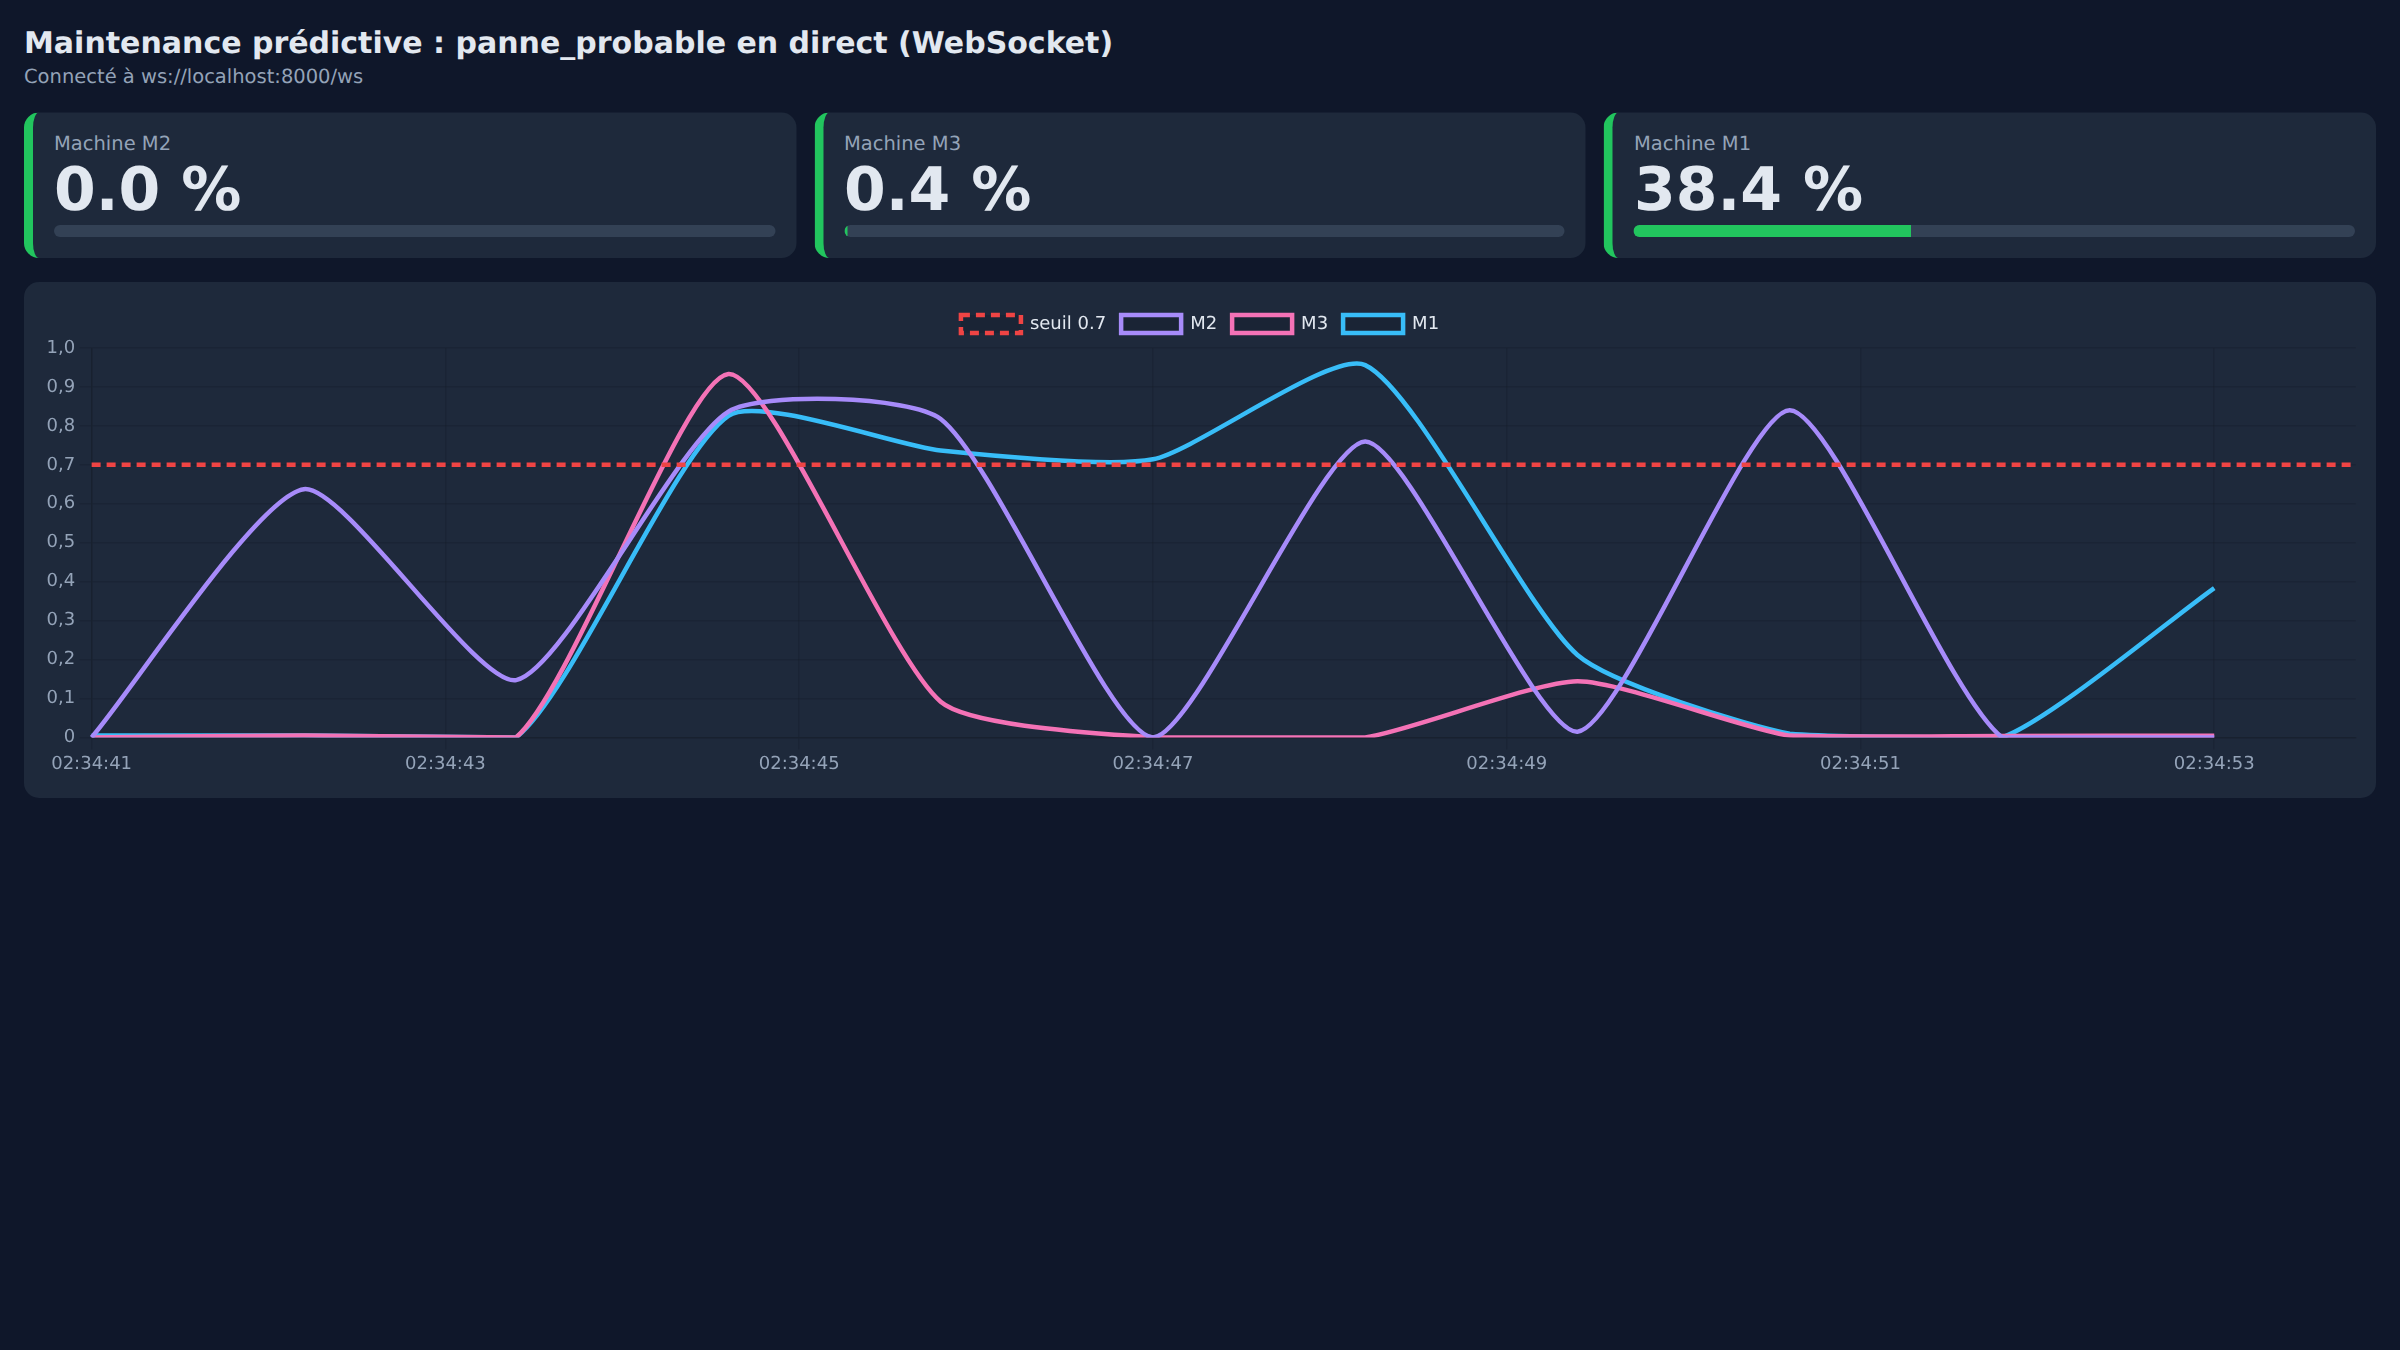 Maintenance prédictive : panne_probable en direct (WebSocket)
Connecté à ws://localhost:8000/ws
Machine M2
0.0 %
Machine M3
0.4 %
Machine M1
38.4 %
seuil 0.7 M2 M3 M1
1,0
0,9
0,8
0,7
0,6
0,5
0,4
0,3
0,2
0,1
0
02:34:41 02:34:43 02:34:45 02:34:47 02:34:49 02:34:51 02:34:53